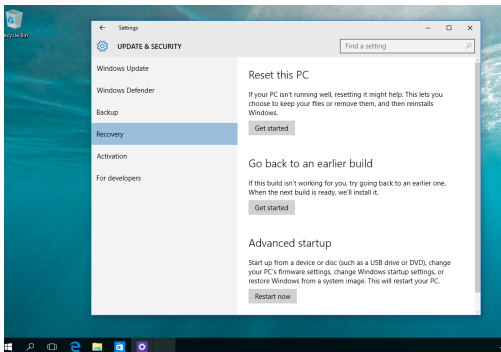 Recycle Bin
Settings
UPDATE & SECURITY
Find a setting
Windows Update
Windows Defender
Backup
Recovery
Activation
For developers
Reset this PC
If your PC isn't running well, resetting it might help. This lets you
choose to keep your files or remove them, and then reinstalls
Windows.
Get started
Go back to an earlier build
If this build isn't working for you, try going back to an earlier one.
When the next build is ready, we'll install it.
Get started
Advanced startup
Start up from a device or disc (such as a USB drive or DVD), change
your PC's firmware settings, change Windows startup settings, or
restore Windows from a system image. This will restart your PC.
Restart now